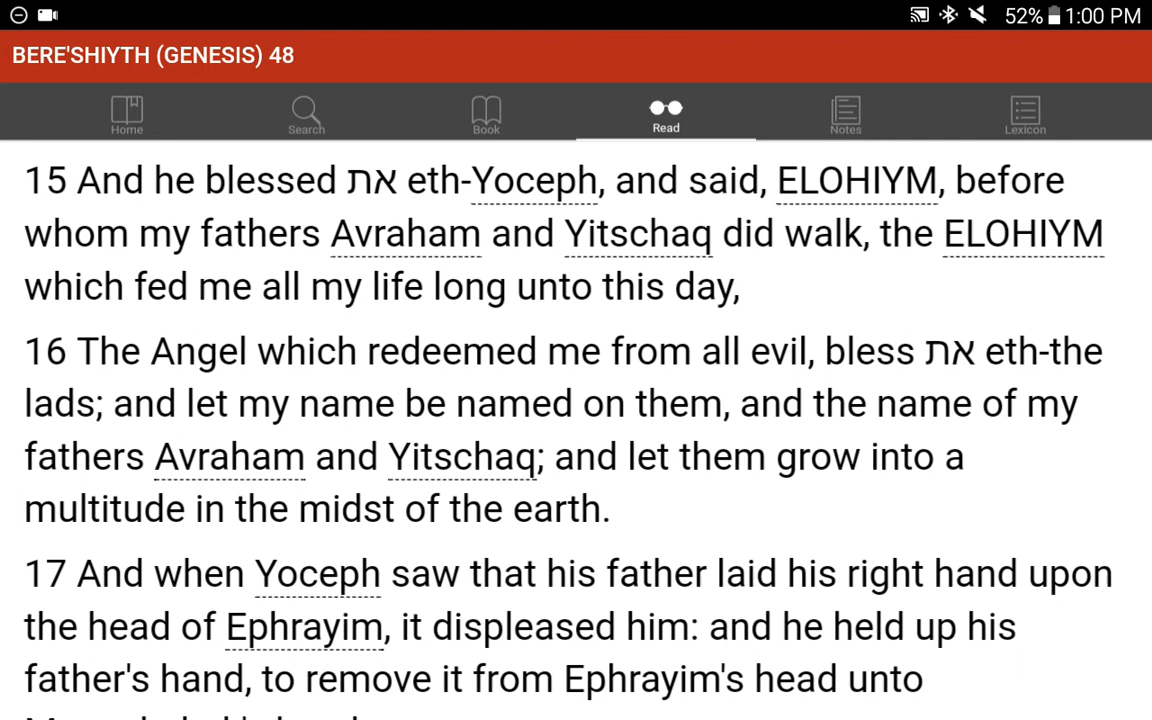 52% 1:00 PM
BERE'SHIYTH (GENESIS) 48
Home Search Book Read Notes Lexicon
15 And he blessed את eth-Yoceph, and said, ELOHIYM, before
whom my fathers Avraham and Yitschaq did walk, the ELOHIYM
which fed me all my life long unto this day,
16 The Angel which redeemed me from all evil, bless את eth-the
lads; and let my name be named on them, and the name of my
fathers Avraham and Yitschaq; and let them grow into a
multitude in the midst of the earth.
17 And when Yoceph saw that his father laid his right hand upon
the head of Ephrayim, it displeased him: and he held up his
father's hand, to remove it from Ephrayim's head unto